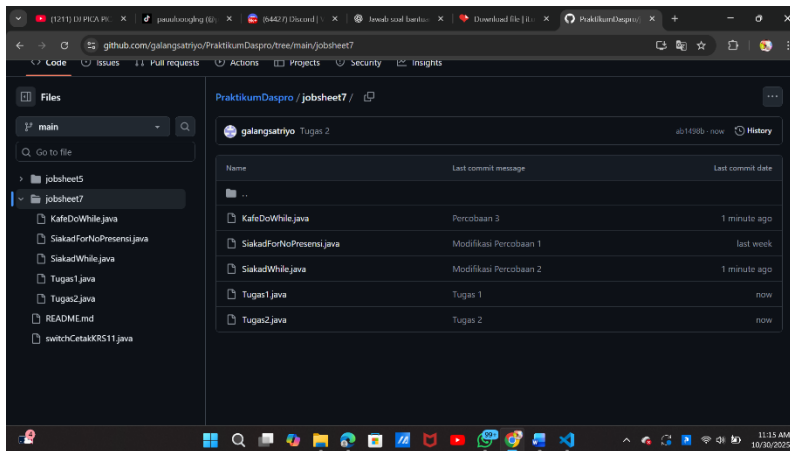 (1211) DJ PICA PIC
pauuloooglng (@
(64427) Discord | 
Jawab soal bantua
Download file | iL
PraktikumDaspro/j
github.com/galangsatriyo/PraktikumDaspro/tree/main/jobsheet7
Code Issues 11 Pull requests Actions Projects Security Insights
Files
PraktikumDaspro / jobsheet7 /
main
galangsatriyo Tugas 2
ab1498b · now History
Go to file
Name Last commit message Last commit date
jobsheet5
..
jobsheet7
KafeDoWhile.java
KafeDoWhile.java Percobaan 3 1 minute ago
SiakadForNoPresensi.java
SiakadForNoPresensi.java Modifikasi Percobaan 1 last week
SiakadWhile.java
SiakadWhile.java Modifikasi Percobaan 2 1 minute ago
Tugas1.java
Tugas1.java Tugas 1 now
Tugas2.java
Tugas2.java Tugas 2 now
README.md
switchCetakKRS11.java
4
99+
11:15 AM
10/30/2025